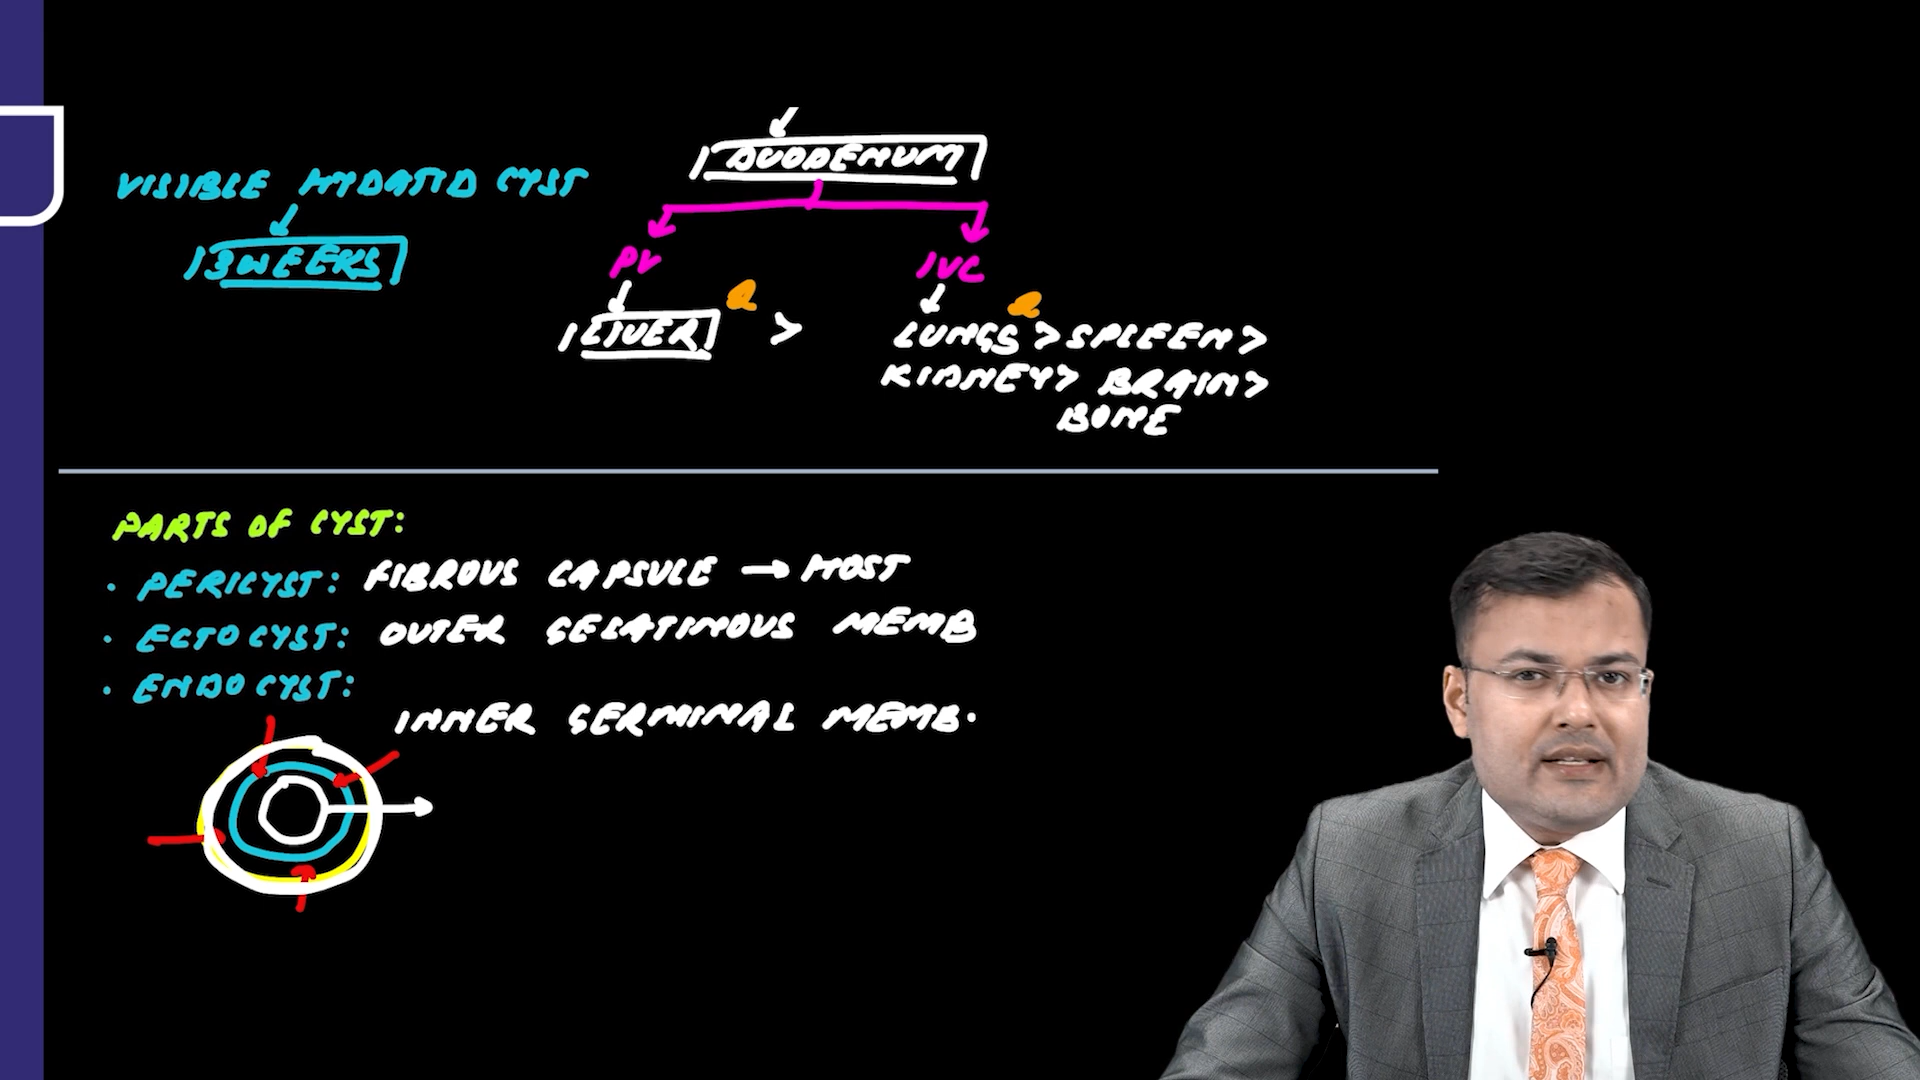 DUODENUM
VISIBLE HYDATID CYST
3 WEEKS
PV IVC
LIVER Q > LUNGS Q > SPLEEN >
KIDNEY > BRAIN >
BONE
PARTS OF CYST:
· PERICYST: FIBROUS CAPSULE → HOST
· ECTOCYST: OUTER GELATINOUS MEMB
· ENDOCYST:
INNER GERMINAL MEMB.